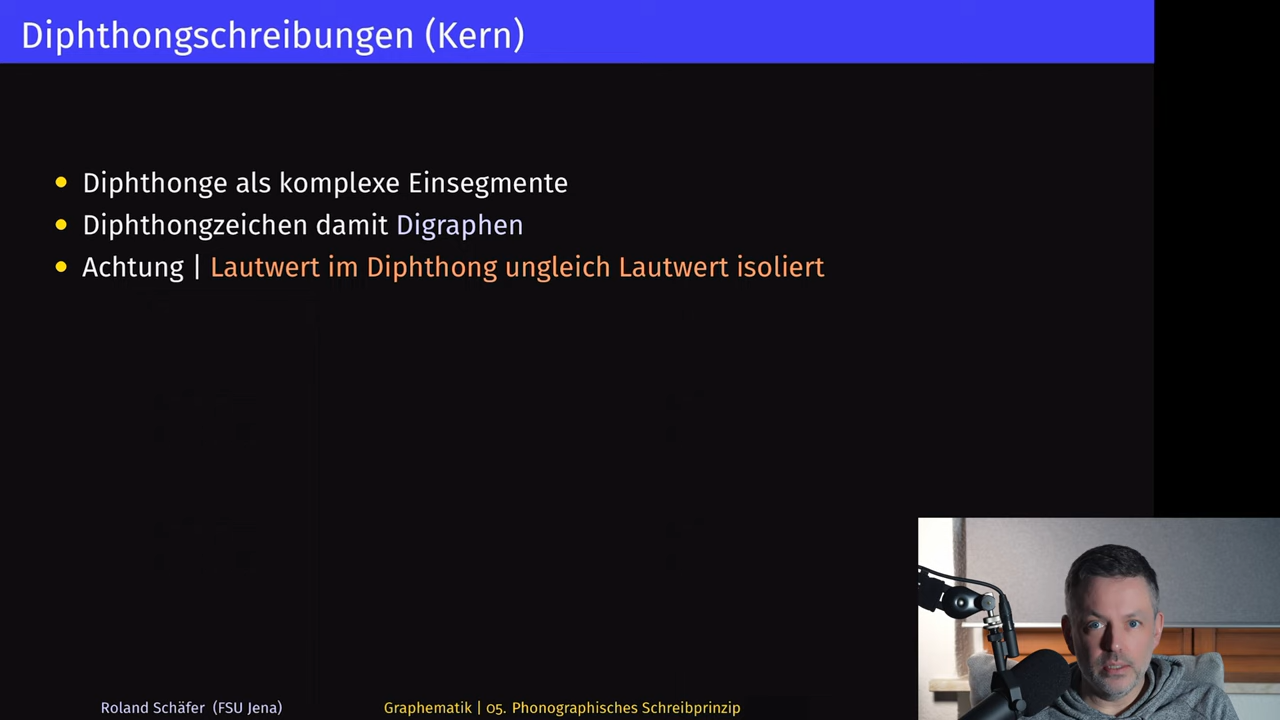 Diphthongschreibungen (Kern)
Diphthonge als komplexe Einsegmente
Diphthongzeichen damit Digraphen
Achtung | Lautwert im Diphthong ungleich Lautwert isoliert
Roland Schäfer (FSU Jena)
Graphematik | 05. Phonographisches Schreibprinzip